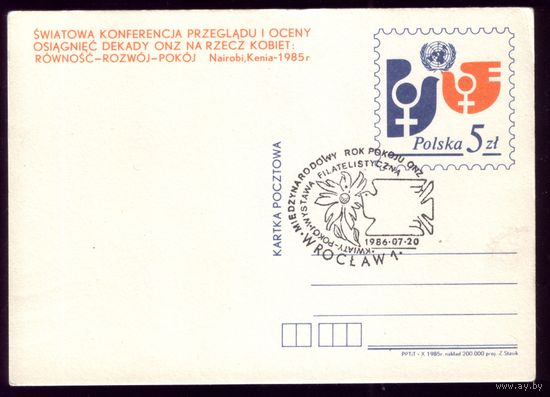 ŚWIATOWA KONFERENCJA PRZEGLĄDU I OCENY
OSIĄGNIĘĆ DEKADY ONZ NA RZECZ KOBIET:
RÓWNOŚĆ-ROZWÓJ-POKÓJ Nairobi, Kenia-1985r
Polska 5 zł
KARTKA POCZTOWA
MIĘDZYNARODOWY ROK POKOJU ONZ
KWIATY-POKÓJ-WYSTAWA FILATELISTYCZNA
1986·07·20
·WROCŁAW 1·
PPTiT - X 1985r. nakład 200.000 proj. Z. Stasik
www.ay.by